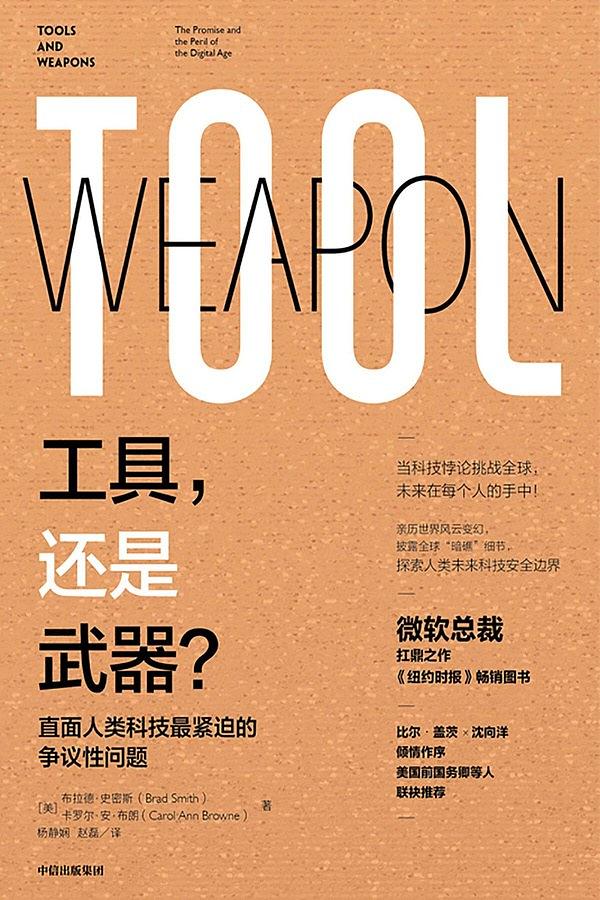 TOOLS
AND
WEAPONS
The Promise and
the Peril of
the Digital Age
TOOL
WEAPON
工具，
还是
武器？
直面人类科技最紧迫的
争议性问题
[美] 布拉德·史密斯（Brad Smith）
卡罗尔·安·布朗（Carol Ann Browne） 著
杨静娴 赵磊／译
中信出版集团
当科技悖论挑战全球，
未来在每个人的手中！
亲历世界风云变幻，
披露全球“暗礁”细节，
探索人类未来科技安全边界
微软总裁
扛鼎之作
《纽约时报》畅销图书
比尔·盖茨×沈向洋
倾情作序
美国前国务卿等人
联袂推荐